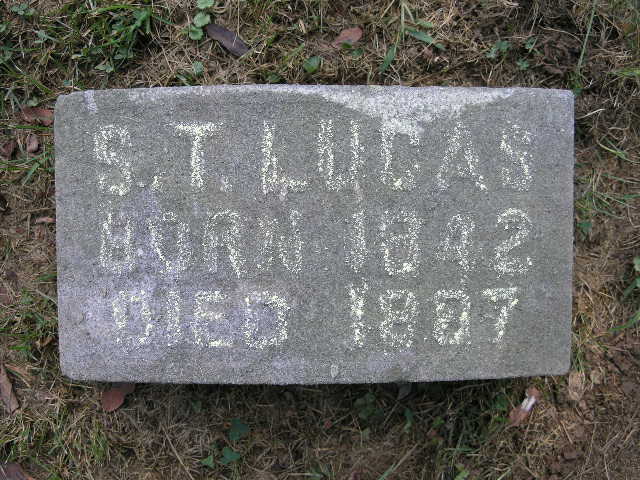 S.T. LUCAS
BORN 1842
DIED 1887